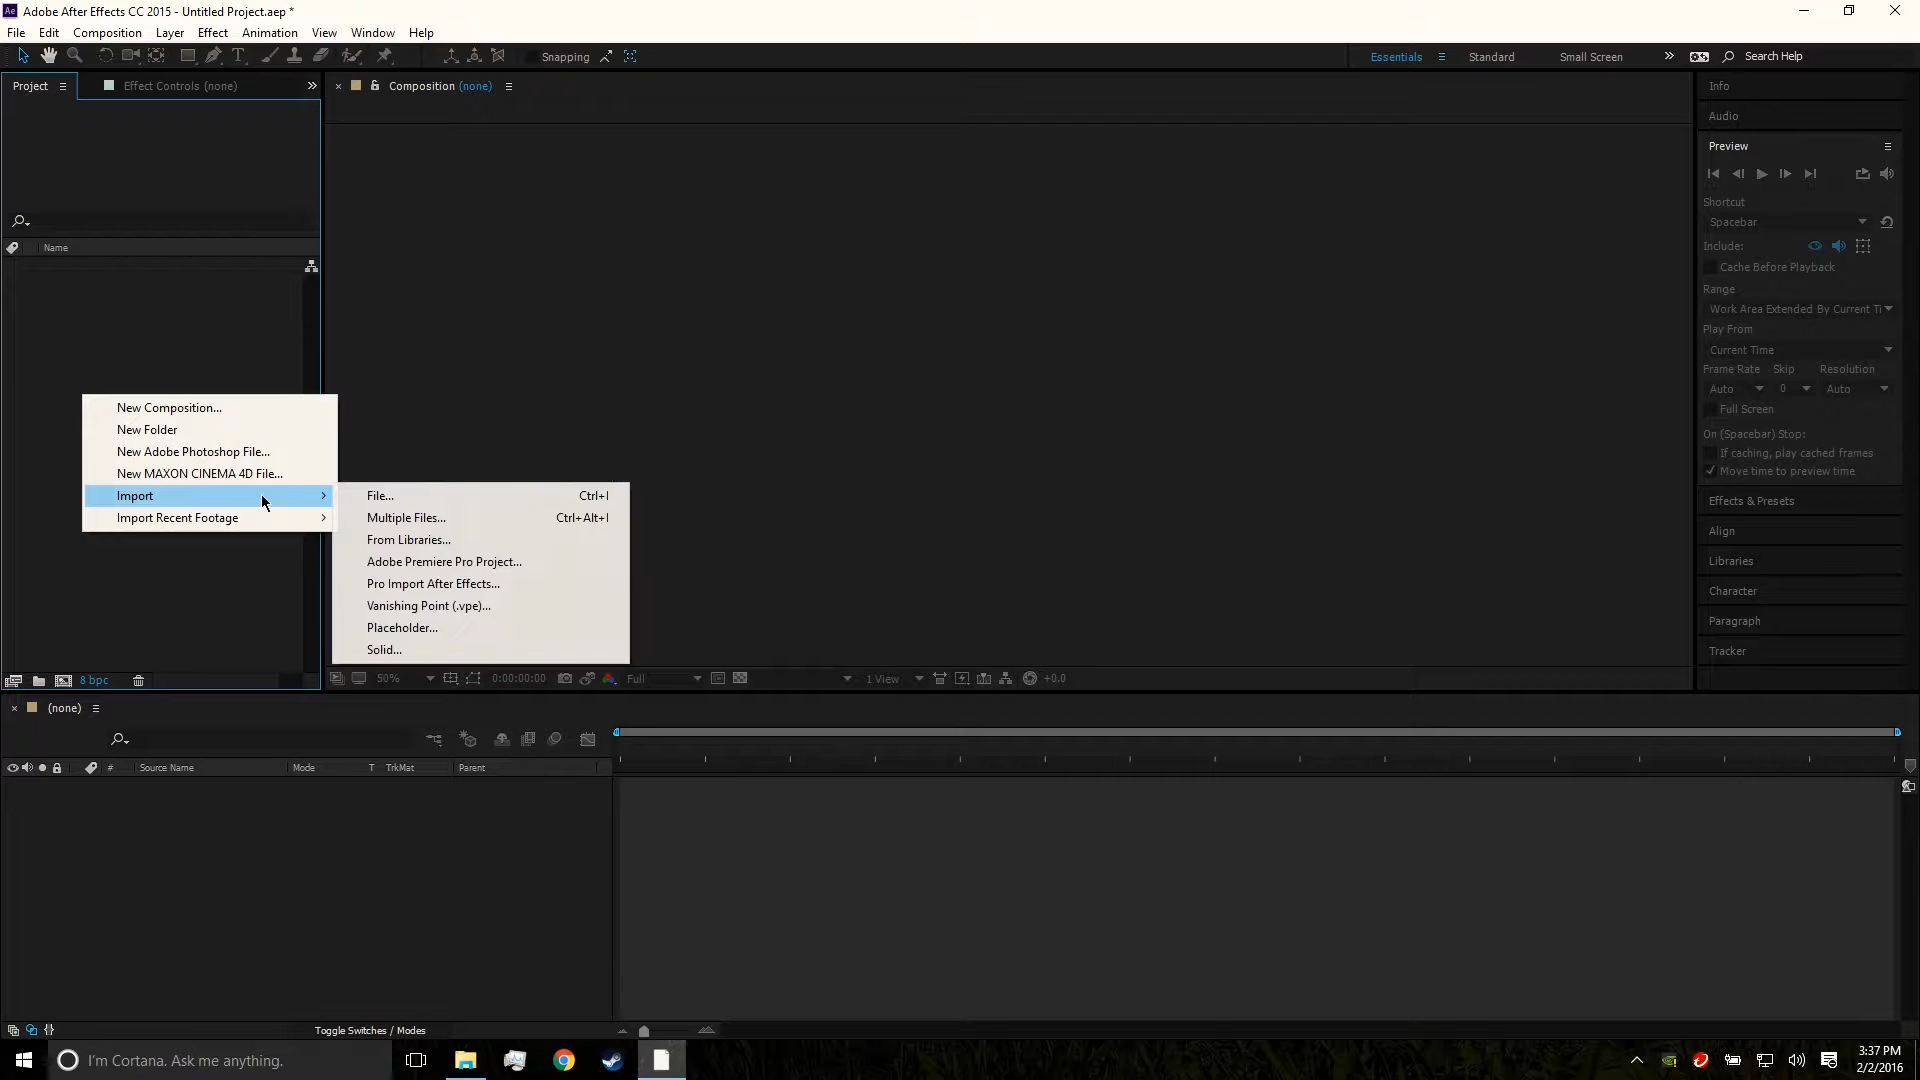 Ae Adobe After Effects CC 2015 - Untitled Project.aep *
File Edit Composition Layer Effect Animation View Window Help
Snapping Essentials Standard Small Screen Search Help
Project Effect Controls (none) Composition (none) Info
Audio
Preview
Shortcut
Spacebar
Name
Include:
Cache Before Playback
Range
Work Area Extended By Current Ti
Play From
Current Time
Frame Rate Skip Resolution
Auto 0 Auto
Full Screen
On (Spacebar) Stop:
If caching, play cached frames
Move time to preview time
New Composition...
New Folder
New Adobe Photoshop File...
New MAXON CINEMA 4D File...
Import
Import Recent Footage
File... Ctrl+I
Multiple Files... Ctrl+Alt+I
From Libraries...
Adobe Premiere Pro Project...
Pro Import After Effects...
Vanishing Point (.vpe)...
Placeholder...
Solid...
Effects & Presets
Align
Libraries
Character
Paragraph
Tracker
8 bpc 50% 0:00:00:00 Full 1 View +0.0
(none)
# Source Name Mode T TrkMat Parent
Toggle Switches / Modes
I'm Cortana. Ask me anything.
3:37 PM
2/2/2016